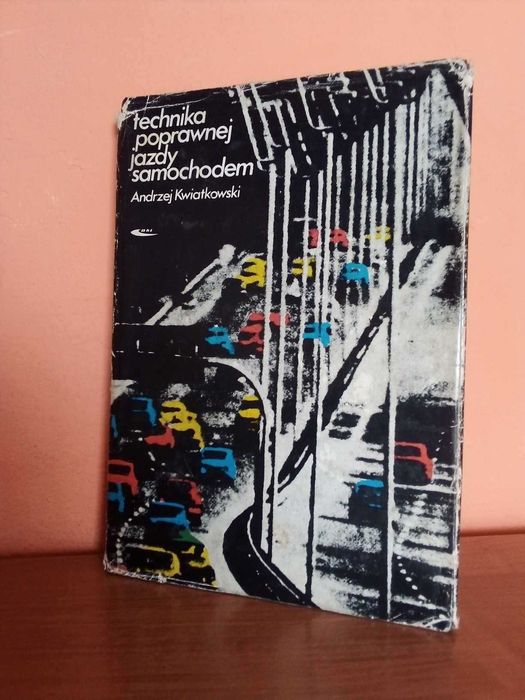 technika
poprawnej
jazdy
samochodem
Andrzej Kwiatkowski